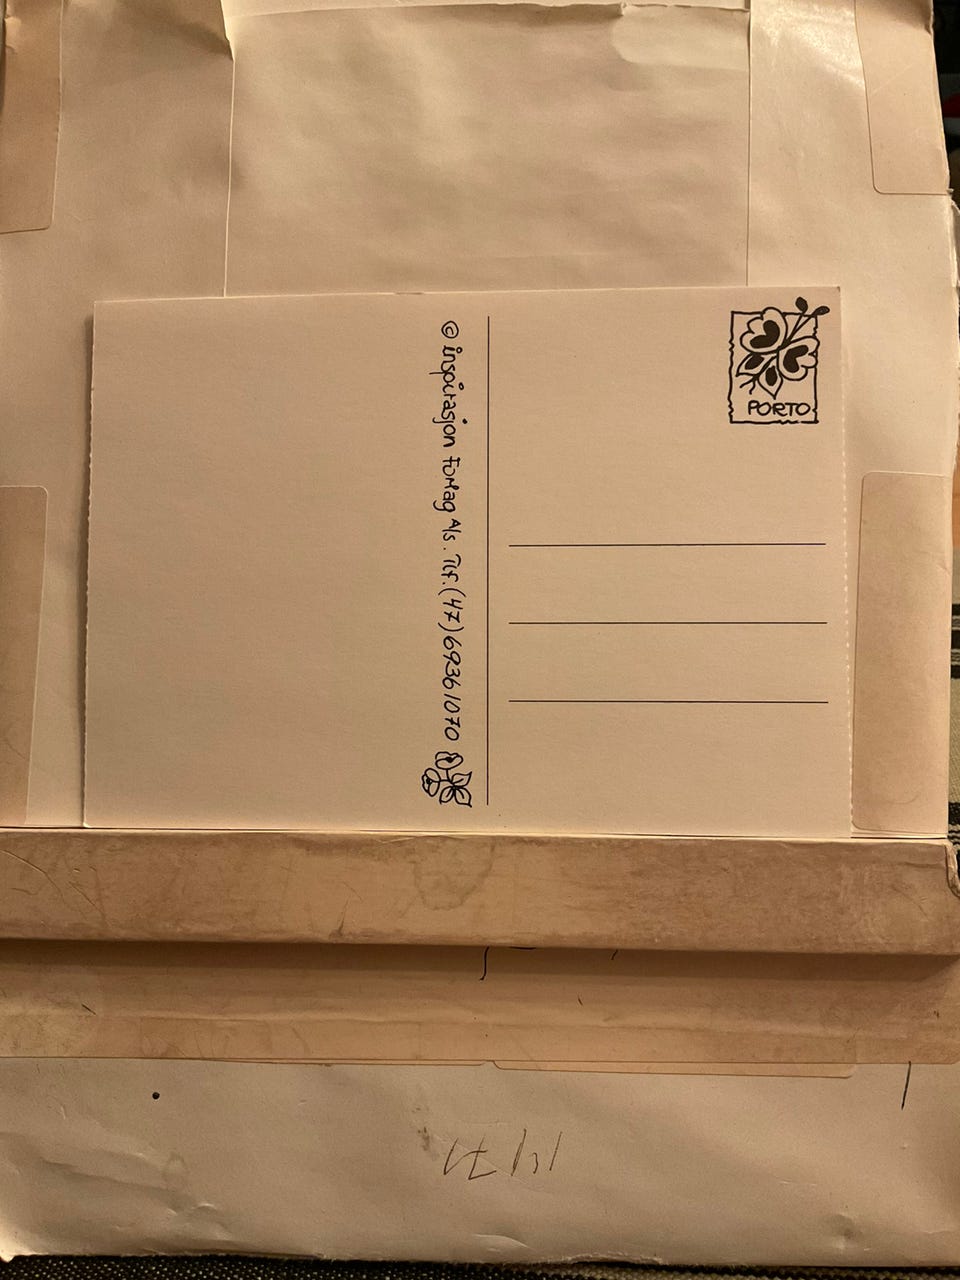 PORTO
© inspirasjon forlag A/s . Tlf. (47) 69361070